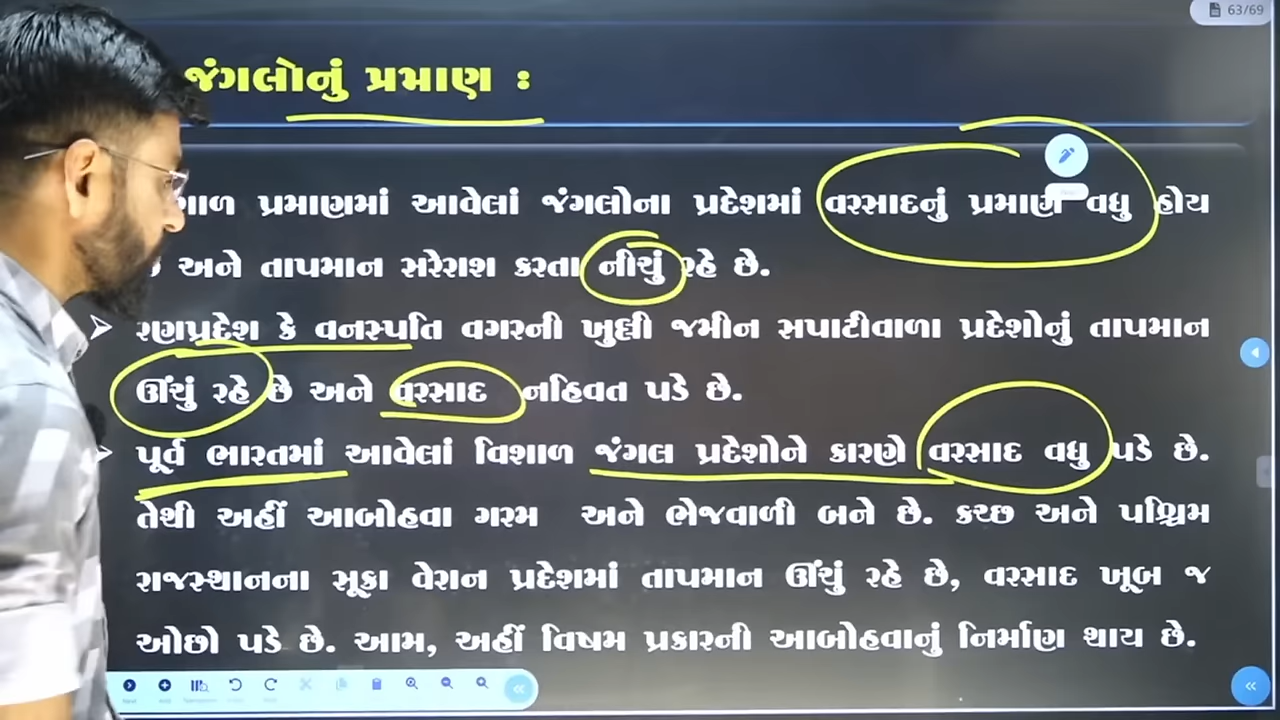 63/69
જંગલોનું પ્રમાણ :
પ્રમાણમાં આવેલાં જંગલોના પ્રદેશમાં વરસાદનું પ્રમાણ વધુ હોય
અને તાપમાન સરેરાશ કરતા નીચું રહે છે.
રણપ્રદેશ કે વનસ્પતિ વગરની ખુલ્લી જમીન સપાટીવાળા પ્રદેશોનું તાપમાન
ઊંચું રહે છે અને વરસાદ નહિવત પડે છે.
પૂર્વ ભારતમાં આવેલાં વિશાળ જંગલ પ્રદેશોને કારણે વરસાદ વધુ પડે છે.
તેથી અહીં આબોહવા ગરમ અને ભેજવાળી બને છે. કચ્છ અને પશ્ચિમ
રાજસ્થાનના સૂકા વેરાન પ્રદેશમાં તાપમાન ઊંચું રહે છે, વરસાદ ખૂબ જ
ઓછો પડે છે. આમ, અહીં વિષમ પ્રકારની આબોહવાનું નિર્માણ થાય છે.